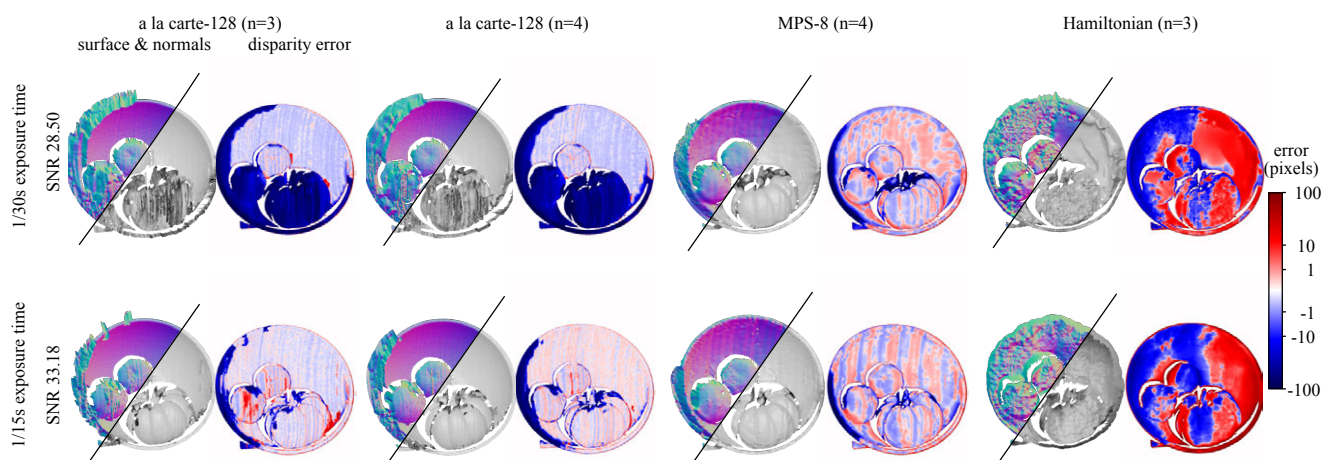 a la carte-128 (n=3)
a la carte-128 (n=4)
MPS-8 (n=4)
Hamiltonian (n=3)
surface & normals
disparity error
1/30s exposure time
SNR 28.50
1/15s exposure time
SNR 33.18
error
(pixels)
100
10
1
-1
-10
-100